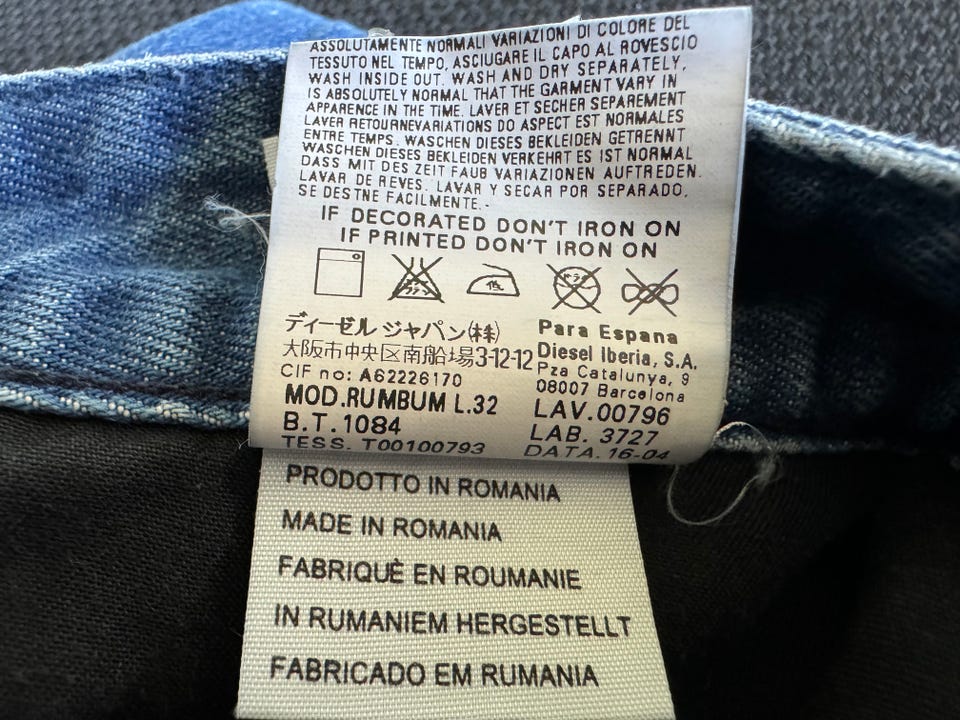 ASSOLUTAMENTE NORMALI VARIAZIONI DI COLORE DEL
TESSUTO NEL TEMPO, ASCIUGARE IL CAPO AL ROVESCIO
WASH INSIDE OUT. WASH AND DRY SEPARATELY,
IS ABSOLUTELY NORMAL THAT THE GARMENT VARY IN
APPARENCE IN THE TIME. LAVER ET SECHER SEPAREMENT
LAVER RETOURNEVARIATIONS DO ASPECT EST NORMALES
ENTRE TEMPS. WASCHEN DIESES BEKLEIDEN GETRENNT
WASCHEN DIESES BEKLEIDEN VERKEHRT ES IST NORMAL
DASS MIT DES ZEIT FAUB VARIAZIONEN AUFTREDEN.
LAVAR DE REVES. LAVAR Y SECAR POR SEPARADO.
SE DESTNE FACILMENTE.-
IF DECORATED DON'T IRON ON
IF PRINTED DON'T IRON ON
低
ディーゼル ジャパン(株)
大阪市中央区南船場3-12-12
CIF no: A62226170
MOD.RUMBUM L.32
B.T.1084
TESS. T00100793
Para Espana
Diesel Iberia, S.A.
Pza Catalunya, 9
08007 Barcelona
LAV.00796
LAB. 3727
DATA.16-04
PRODOTTO IN ROMANIA
MADE IN ROMANIA
FABRIQUÈ EN ROUMANIE
IN RUMANIEM HERGESTELLT
FABRICADO EM RUMANIA